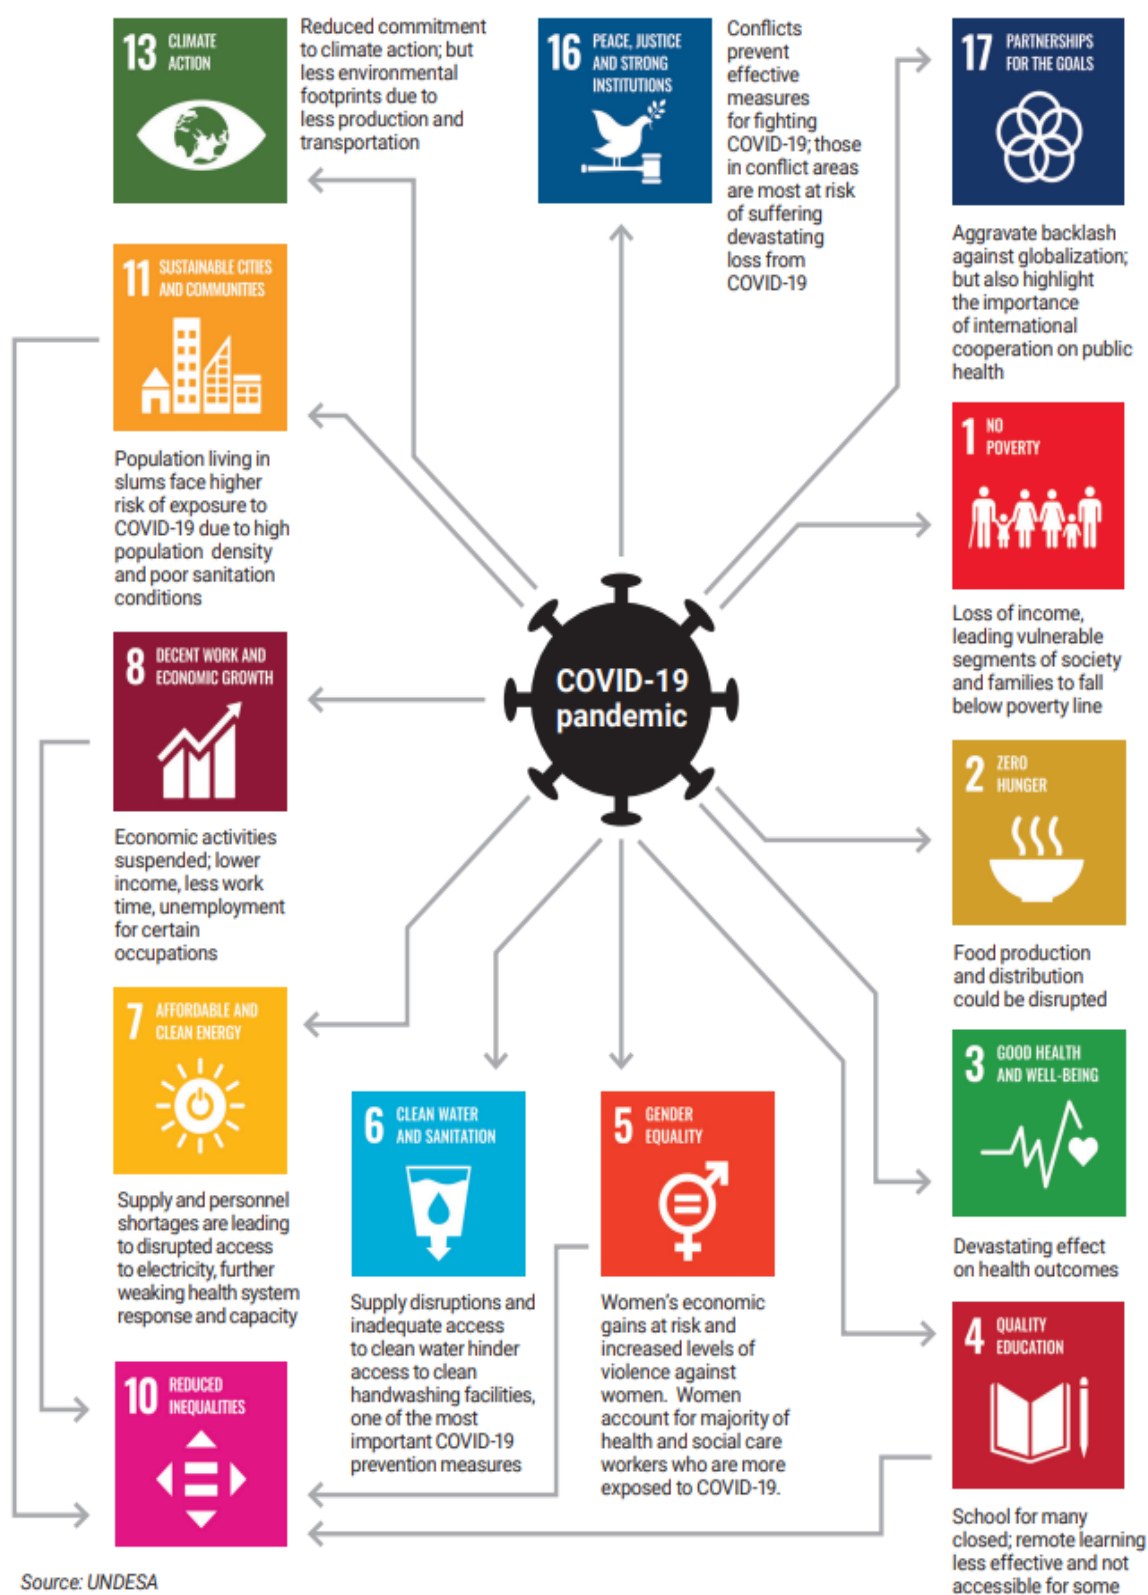 13 CLIMATE
ACTION
Reduced commitment
to climate action; but
less environmental
footprints due to
less production and
transportation
16 PEACE, JUSTICE
AND STRONG
INSTITUTIONS
Conflicts
prevent
effective
measures
for fighting
COVID-19; those
in conflict areas
are most at risk
of suffering
devastating
loss from
COVID-19
17 PARTNERSHIPS
FOR THE GOALS
Aggravate backlash
against globalization;
but also highlight
the importance
of international
cooperation on public
health
11 SUSTAINABLE CITIES
AND COMMUNITIES
Population living in
slums face higher
risk of exposure to
COVID-19 due to high
population density
and poor sanitation
conditions
1 NO
POVERTY
Loss of income,
leading vulnerable
segments of society
and families to fall
below poverty line
COVID-19
pandemic
8 DECENT WORK AND
ECONOMIC GROWTH
Economic activities
suspended; lower
income, less work
time, unemployment
for certain
occupations
2 ZERO
HUNGER
Food production
and distribution
could be disrupted
7 AFFORDABLE AND
CLEAN ENERGY
Supply and personnel
shortages are leading
to disrupted access
to electricity, further
weaking health system
response and capacity
6 CLEAN WATER
AND SANITATION
Supply disruptions and
inadequate access
to clean water hinder
access to clean
handwashing facilities,
one of the most
important COVID-19
prevention measures
5 GENDER
EQUALITY
Women's economic
gains at risk and
increased levels of
violence against
women. Women
account for majority of
health and social care
workers who are more
exposed to COVID-19.
3 GOOD HEALTH
AND WELL-BEING
Devastating effect
on health outcomes
4 QUALITY
EDUCATION
School for many
closed; remote learning
less effective and not
accessible for some
10 REDUCED
INEQUALITIES
Source: UNDESA